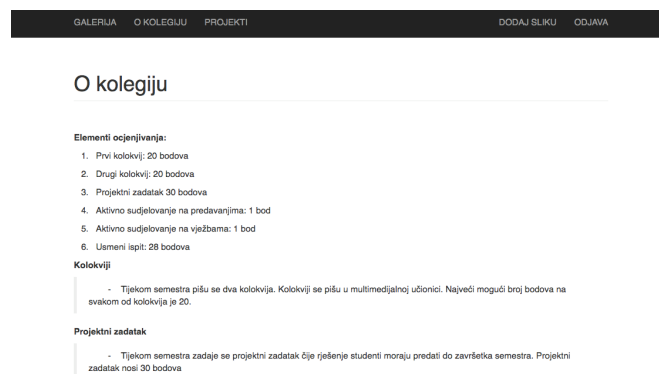 GALERIJA O KOLEGIJU PROJEKTI DODAJ SLIKU ODJAVA
O kolegiju
Elementi ocjenjivanja:
1. Prvi kolokvij: 20 bodova
2. Drugi kolokvij: 20 bodova
3. Projektni zadatak 30 bodova
4. Aktivno sudjelovanje na predavanjima: 1 bod
5. Aktivno sudjelovanje na vježbama: 1 bod
6. Usmeni ispit: 28 bodova
Kolokviji
- Tijekom semestra pišu se dva kolokvija. Kolokviji se pišu u multimedijalnoj učionici. Najveći mogući broj bodova na
svakom od kolokvija je 20.
Projektni zadatak
- Tijekom semestra zadaje se projektni zadatak čije rješenje studenti moraju predati do završetka semestra. Projektni
zadatak nosi 30 bodova